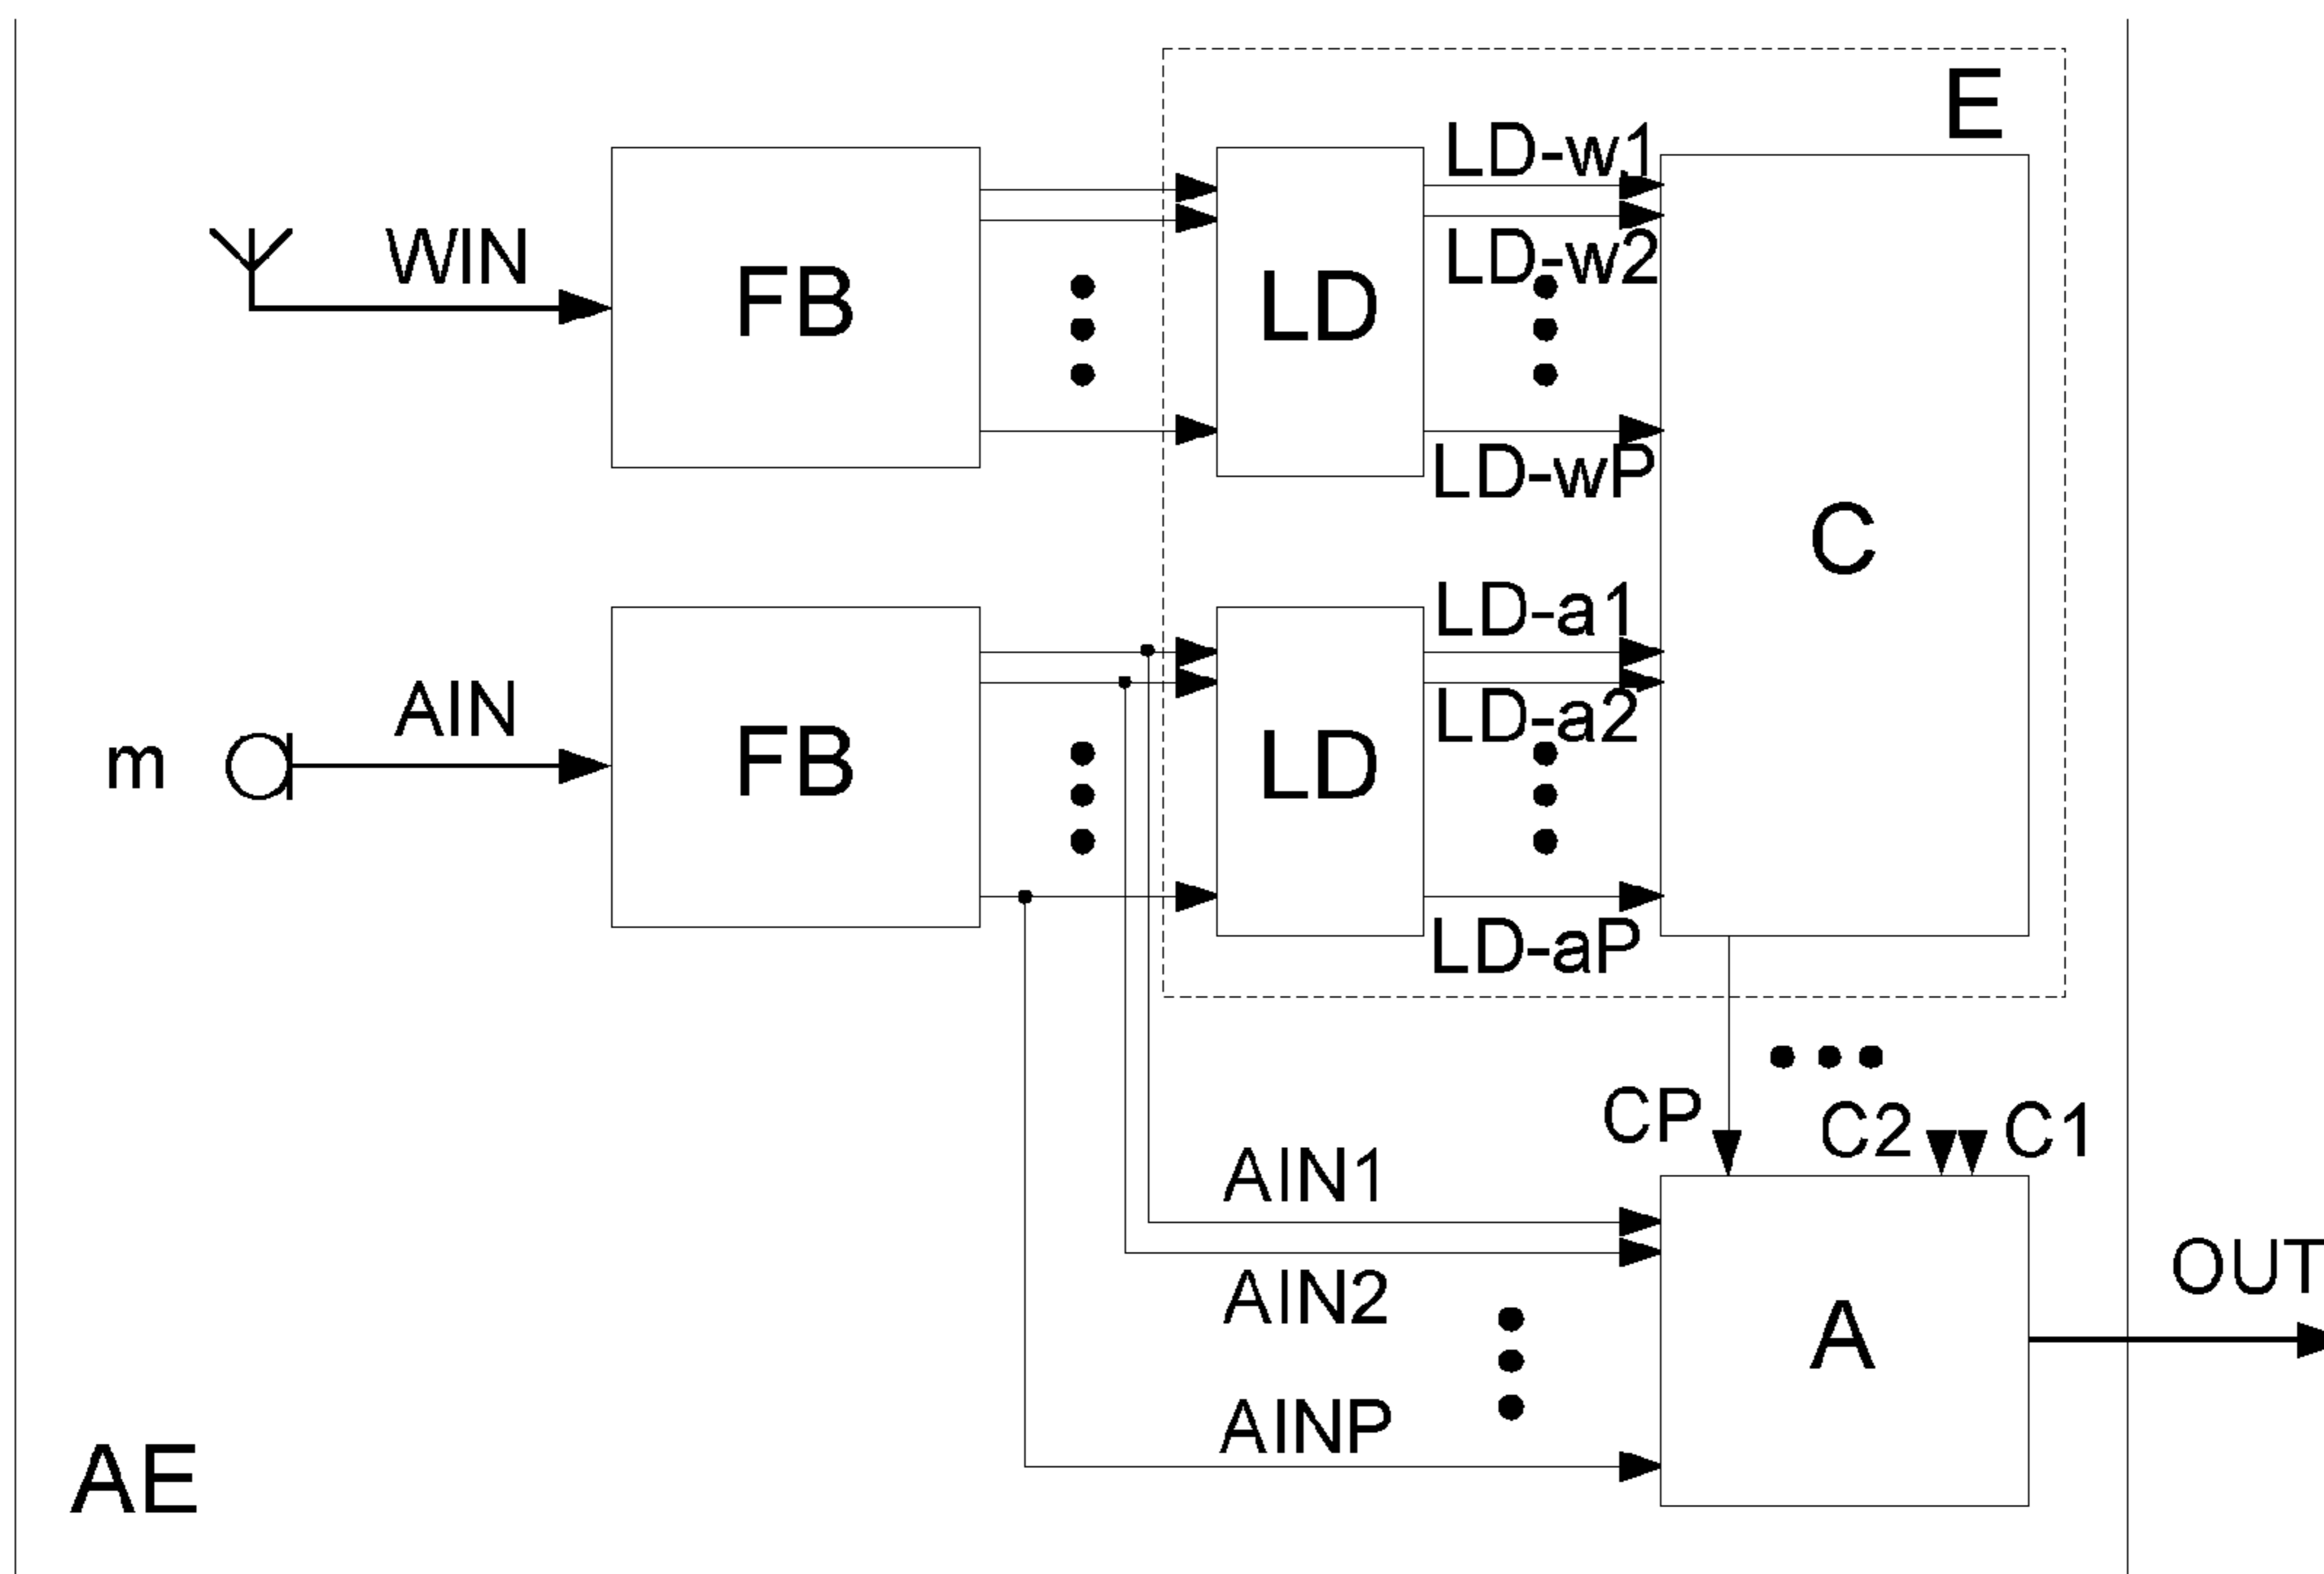 E
LD-w1
WIN
FB
LD
LD-w2
LD-wP
C
LD-a1
AIN
LD-a2
m
FB
LD
LD-aP
CP
C2
C1
AIN1
OUT
AIN2
A
AINP
AE